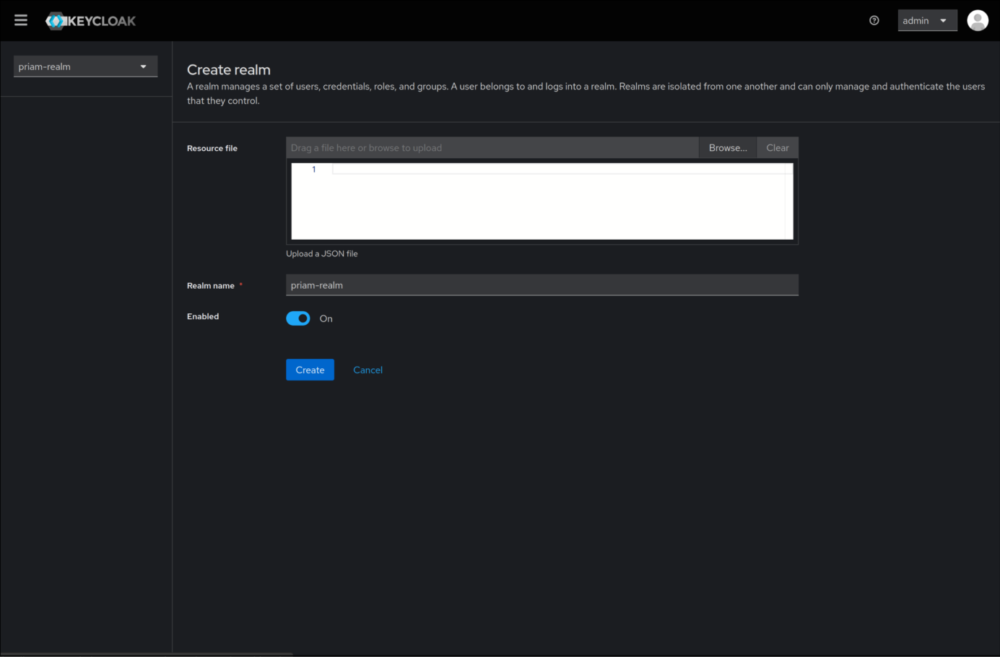 KEYCLOAK
admin
priam-realm
Create realm
A realm manages a set of users, credentials, roles, and groups. A user belongs to and logs into a realm. Realms are isolated from one another and can only manage and authenticate the users
that they control.
Resource file
Drag a file here or browse to upload
Browse...
Clear
1
Upload a JSON file
Realm name *
priam-realm
Enabled
On
Create
Cancel